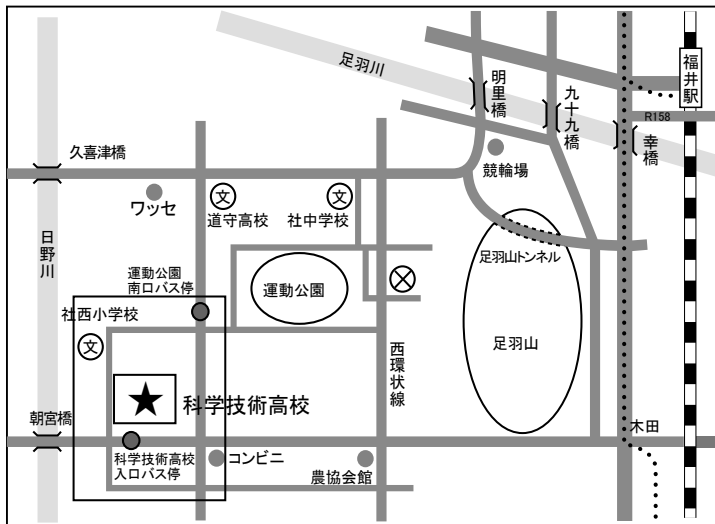 足羽川
明里橋
九十九橋
福井駅
R158
幸橋
久喜津橋
競輪場
ワッセ
文
道守高校
文
社中学校
日野川
運動公園
南口バス停
運動公園
足羽山トンネル
社西小学校
文
足羽山
西環状線
科学技術高校
朝宮橋
木田
科学技術高校
入口バス停
コンビニ
農協会館